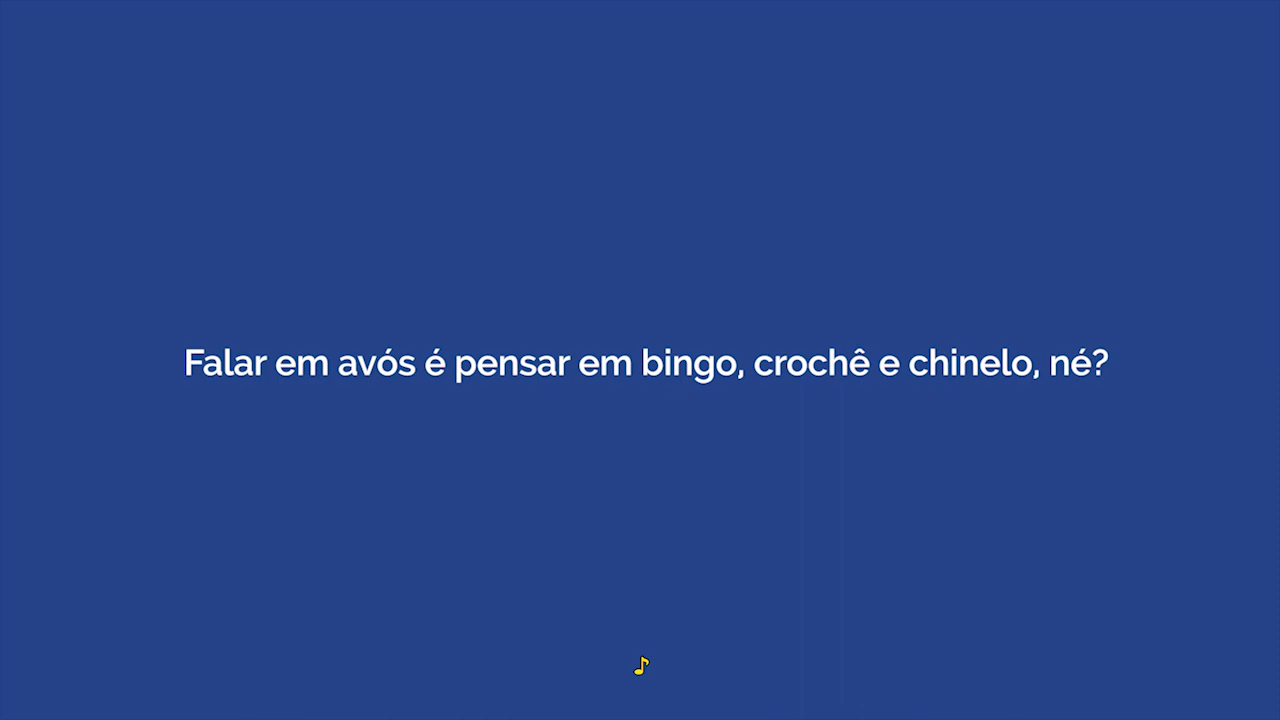 Falar em avós é pensar em bingo, crochê e chinelo, né?
♪